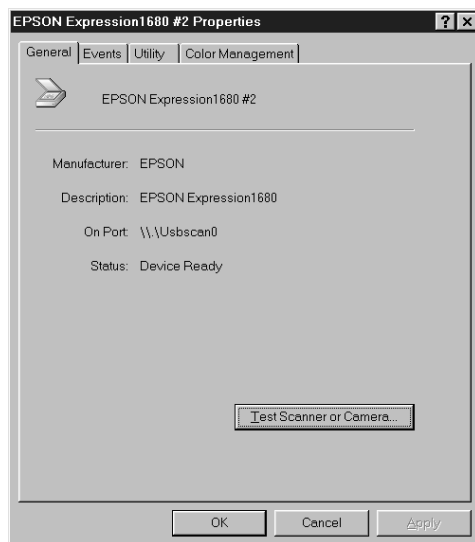 EPSON Expression1680 #2 Properties ? ×
General Events Utility Color Management
EPSON Expression1680 #2
Manufacturer: EPSON
Description: EPSON Expression1680
On Port: \\.\Usbscan0
Status: Device Ready
Test Scanner or Camera...
OK Cancel Apply